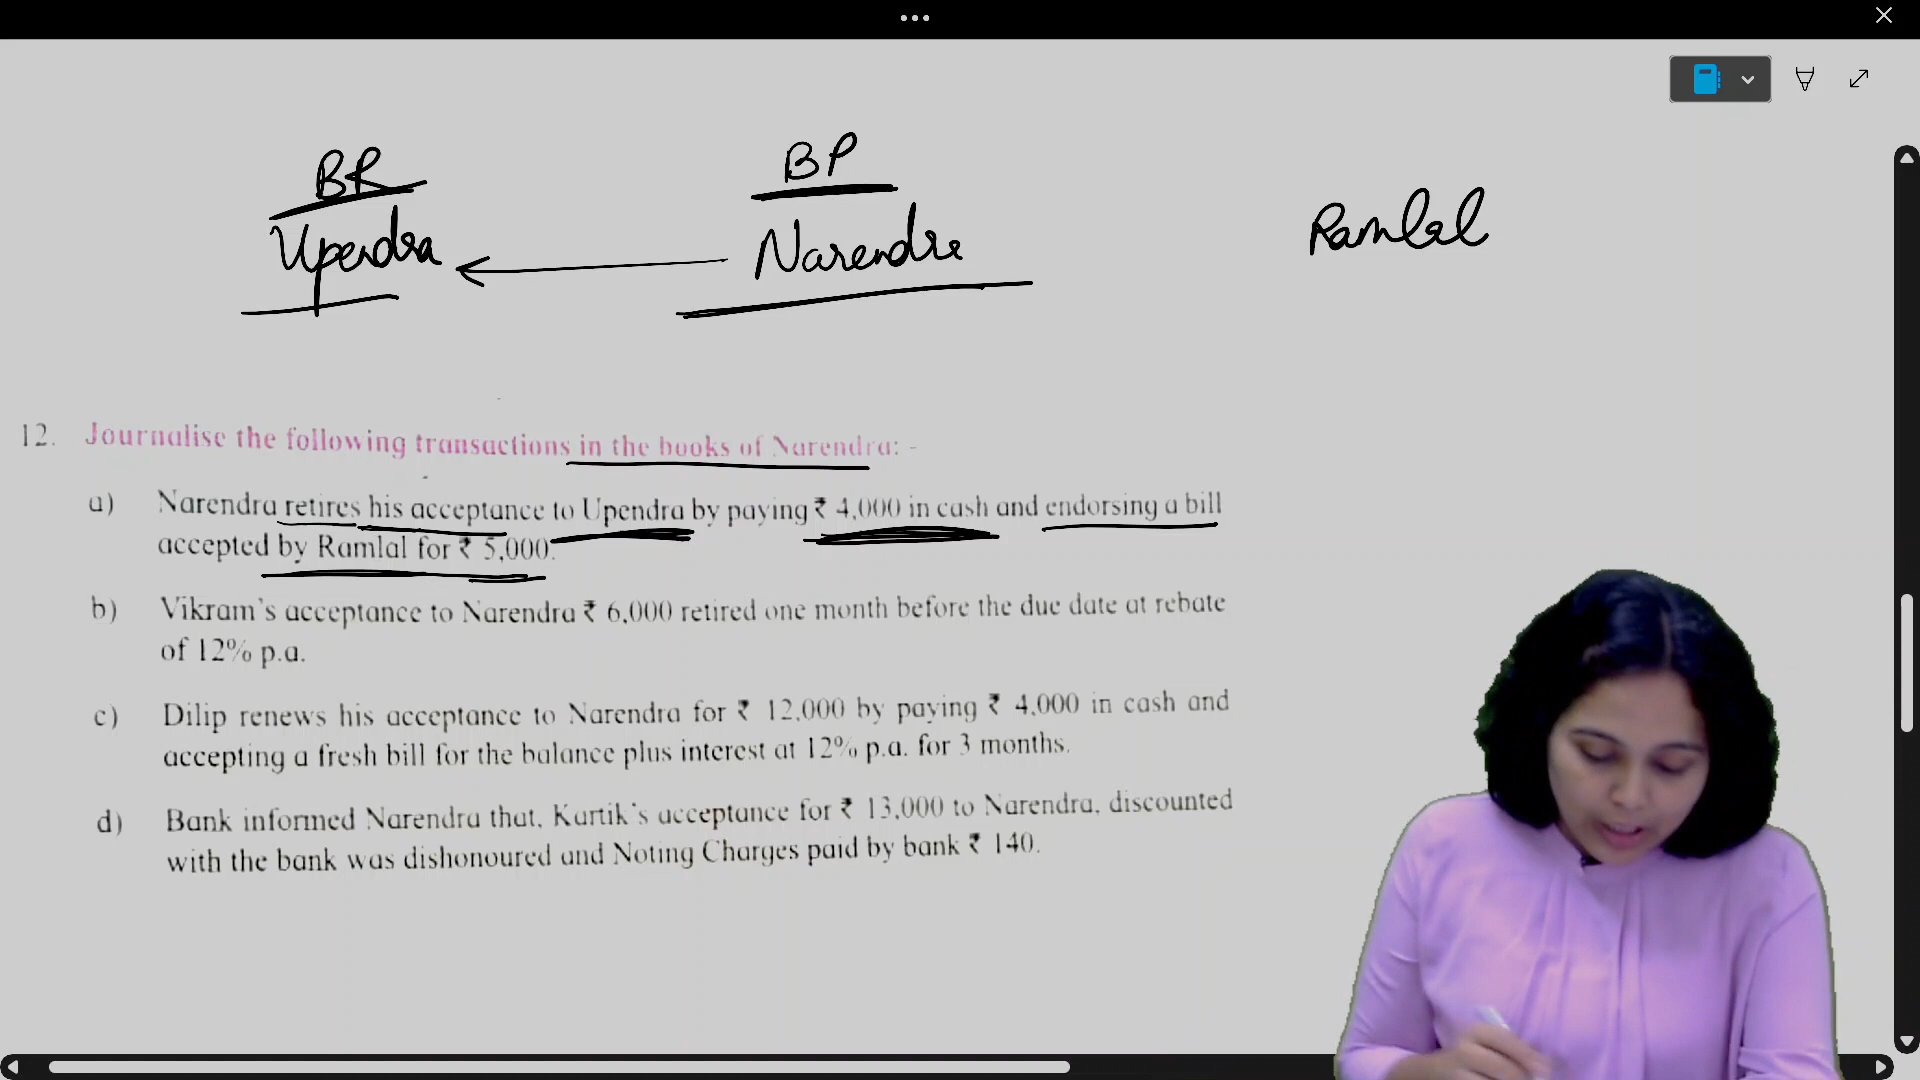 BR
BP
Upendra
Narendra
Ramlal
12. Journalise the following transactions in the books of Narendra: -
a) Narendra retires his acceptance to Upendra by paying ₹ 4,000 in cash and endorsing a bill
accepted by Ramlal for ₹ 5,000.
b) Vikram's acceptance to Narendra ₹ 6,000 retired one month before the due date at rebate
of 12% p.a.
c) Dilip renews his acceptance to Narendra for ₹ 12,000 by paying ₹ 4,000 in cash and
accepting a fresh bill for the balance plus interest at 12% p.a. for 3 months.
d) Bank informed Narendra that, Kartik's acceptance for ₹ 13,000 to Narendra, discounted
with the bank was dishonoured and Noting Charges paid by bank ₹ 140.